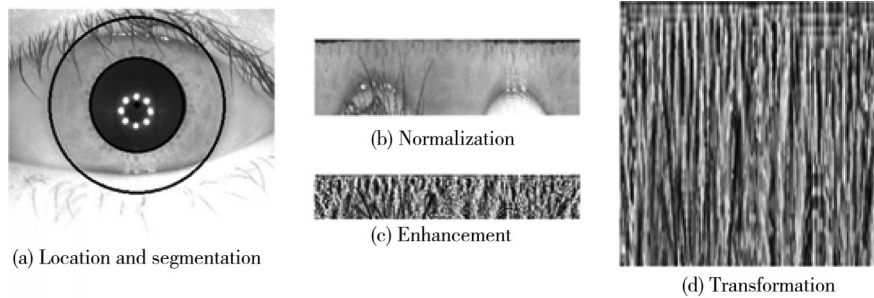 (a) Location and segmentation
(b) Normalization
(c) Enhancement
(d) Transformation